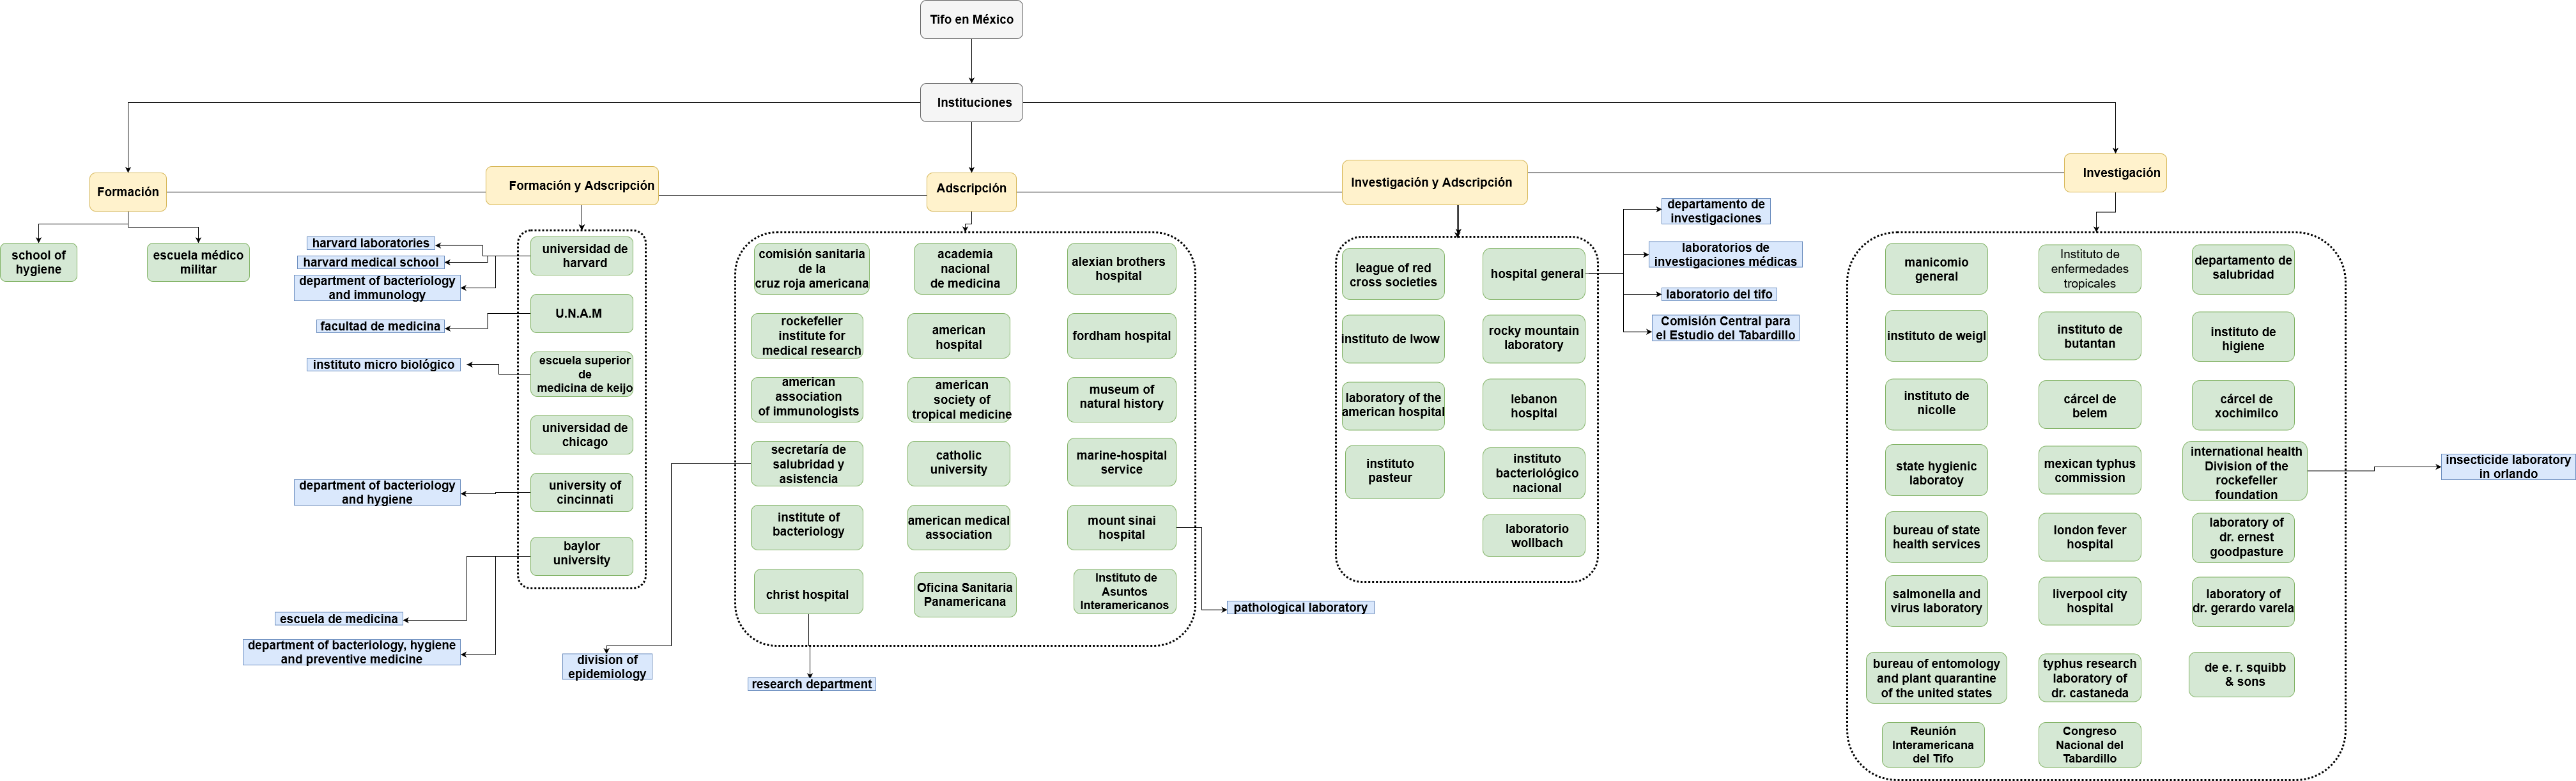 Tifo en México
Instituciones
Formación
school of
hygiene
escuela médico
militar
Formación y Adscripción
harvard laboratories
harvard medical school
department of bacteriology
and immunology
universidad de
harvard
facultad de medicina
U.N.A.M
instituto micro biológico
escuela superior
de
medicina de keijo
universidad de
chicago
department of bacteriology
and hygiene
university of
cincinnati
baylor
university
escuela de medicina
department of bacteriology, hygiene
and preventive medicine
Adscripción
comisión sanitaria
de la
cruz roja americana
academia
nacional
de medicina
alexian brothers
hospital
rockefeller
institute for
medical research
american
hospital
fordham hospital
american
association
of immunologists
american
society of
tropical medicine
museum of
natural history
secretaría de
salubridad y
asistencia
catholic
university
marine-hospital
service
institute of
bacteriology
american medical
association
mount sinai
hospital
christ hospital
Oficina Sanitaria
Panamericana
Instituto de
Asuntos
Interamericanos
pathological laboratory
division of
epidemiology
research department
Investigación y Adscripción
league of red
cross societies
hospital general
instituto de lwow
rocky mountain
laboratory
laboratory of the
american hospital
lebanon
hospital
instituto
pasteur
instituto
bacteriológico
nacional
laboratorio
wollbach
departamento de
investigaciones
laboratorios de
investigaciones médicas
laboratorio del tifo
Comisión Central para
el Estudio del Tabardillo
Investigación
manicomio
general
Instituto de
enfermedades
tropicales
departamento de
salubridad
instituto de weigl
instituto de
butantan
instituto de
higiene
instituto de
nicolle
cárcel de
belem
cárcel de
xochimilco
state hygienic
laboratoy
mexican typhus
commission
international health
Division of the
rockefeller
foundation
insecticide laboratory
in orlando
bureau of state
health services
london fever
hospital
laboratory of
dr. ernest
goodpasture
salmonella and
virus laboratory
liverpool city
hospital
laboratory of
dr. gerardo varela
bureau of entomology
and plant quarantine
of the united states
typhus research
laboratory of
dr. castaneda
de e. r. squibb
& sons
Reunión
Interamericana
del Tifo
Congreso
Nacional del
Tabardillo